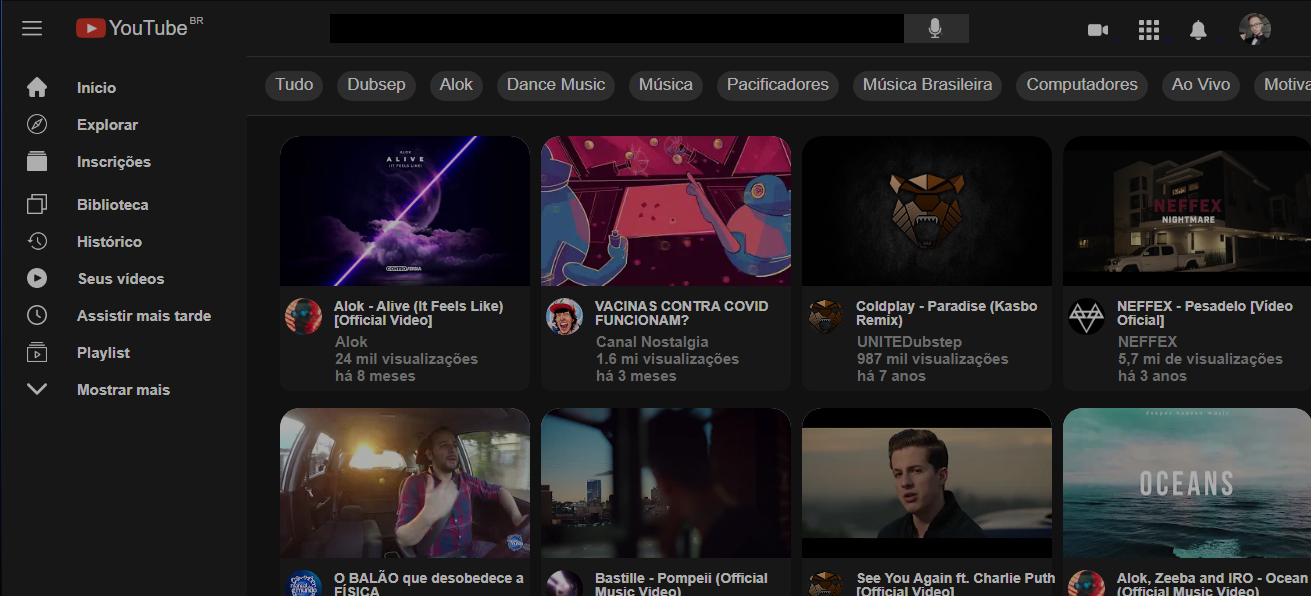 YouTube BR
Tudo
Dubsep
Alok
Dance Music
Música
Pacificadores
Música Brasileira
Computadores
Ao Vivo
Motiva
Início
Explorar
Inscrições
Biblioteca
Histórico
Seus vídeos
Assistir mais tarde
Playlist
Mostrar mais
ALOK
ALIVE
(IT FEELS LIKE)
CONTROVERSIA
NEFFEX
NIGHTMARE
Alok - Alive (It Feels Like)
[Official Video]
Alok
24 mil visualizações
há 8 meses
VACINAS CONTRA COVID
FUNCIONAM?
Canal Nostalgia
1.6 mi visualizações
há 3 meses
Coldplay - Paradise (Kasbo
Remix)
UNITEDubstep
987 mil visualizações
há 7 anos
NEFFEX - Pesadelo [Vídeo
Oficial]
NEFFEX
5,7 mi de visualizações
há 3 anos
OCEANS
O BALÃO que desobedece a
FÍSICA
Bastille - Pompeii (Official
Music Video)
See You Again ft. Charlie Puth
[Official Video]
Alok, Zeeba and IRO - Ocean
(Official Music Video)